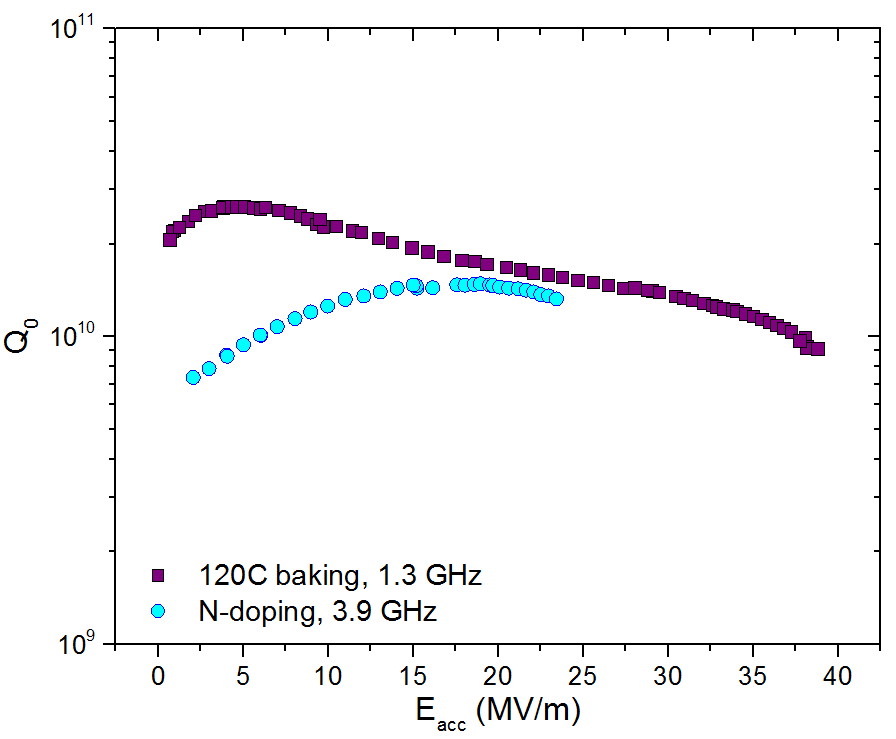 10¹¹
10¹⁰
10⁹
Q₀
120C baking, 1.3 GHz
N-doping, 3.9 GHz
0 5 10 15 20 25 30 35 40
E_acc (MV/m)